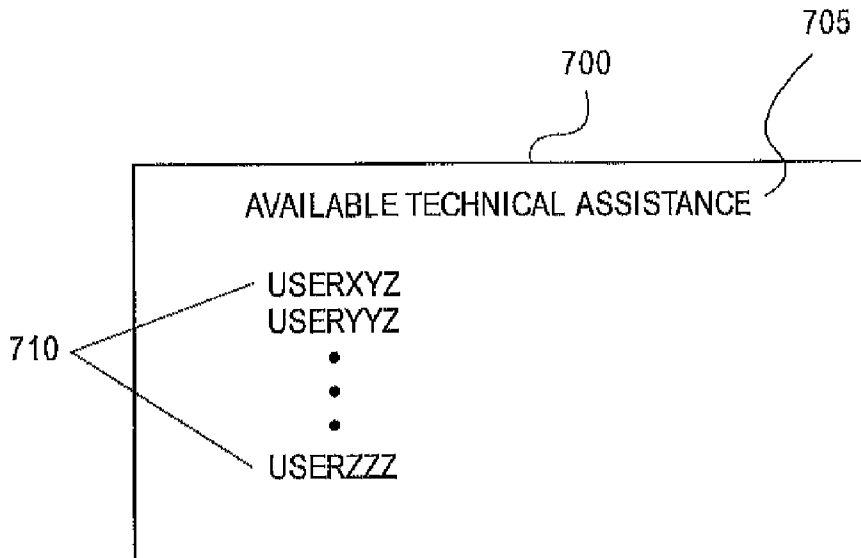 705
700
AVAILABLE TECHNICAL ASSISTANCE
USERXYZ
USERYYZ
710
USERZZZ